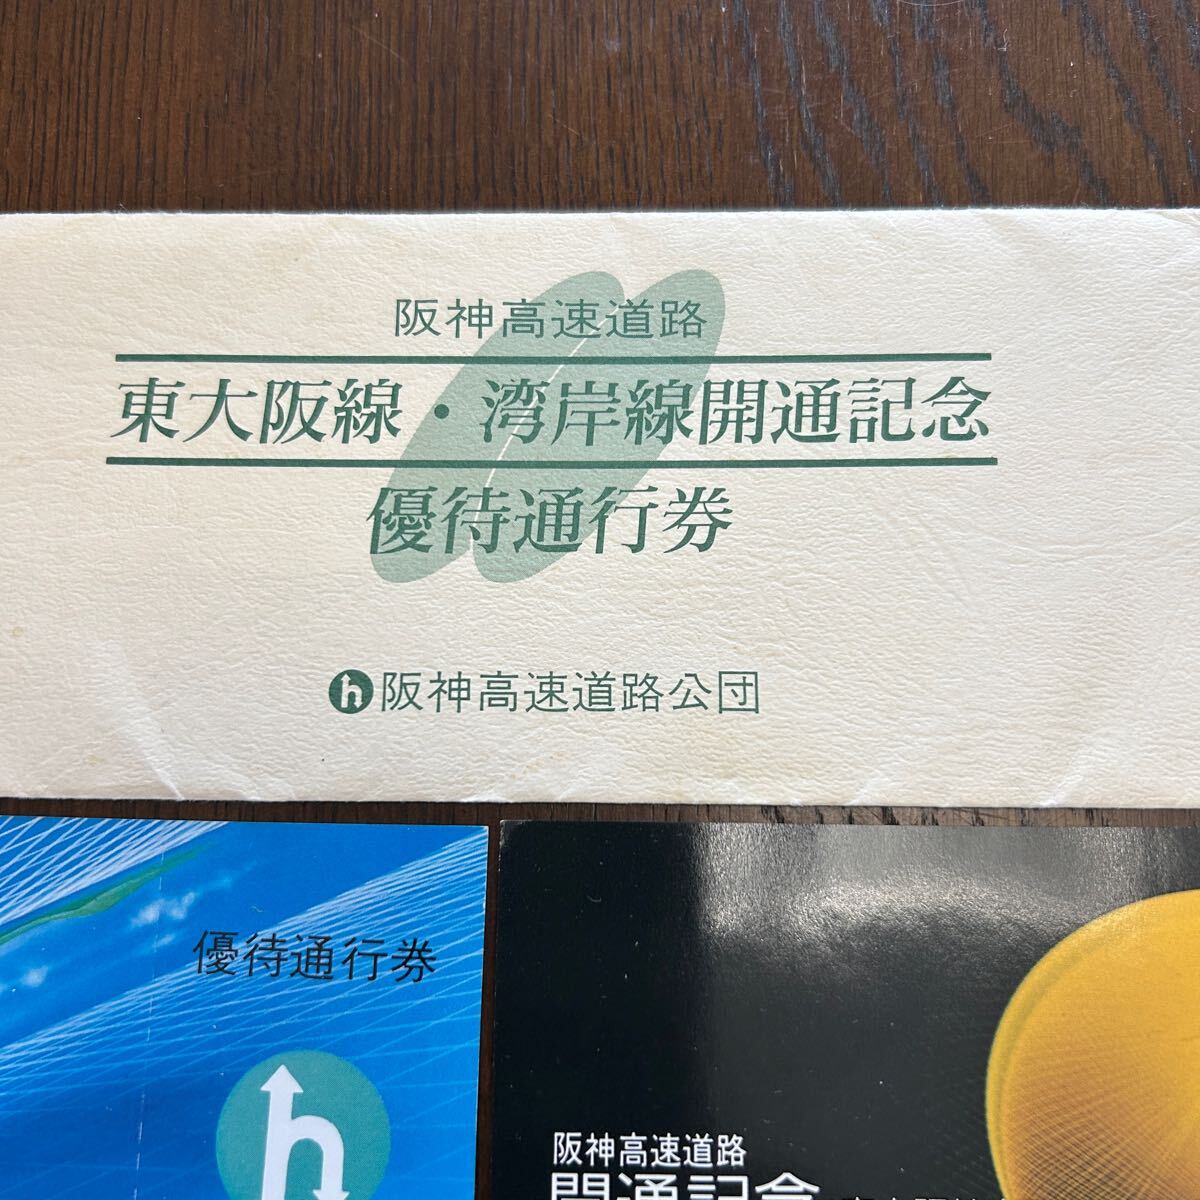 阪神高速道路
東大阪線・湾岸線開通記念
優待通行券
h阪神高速道路公団
優待通行券
h
阪神高速道路
開通記念